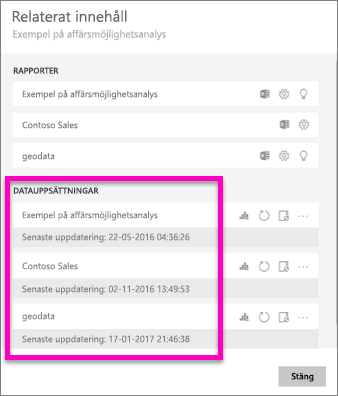 Relaterat innehåll
Exempel på affärsmöjlighetsanalys
RAPPORTER
Exempel på affärsmöjlighetsanalys
Contoso Sales
geodata
DATAUPPSÄTTNINGAR
Exempel på affärsmöjlighetsanalys
Senaste uppdatering: 22-05-2016 04:36:26
Contoso Sales
Senaste uppdatering: 02-11-2016 13:49:53
geodata
Senaste uppdatering: 17-01-2017 21:46:38
Stäng